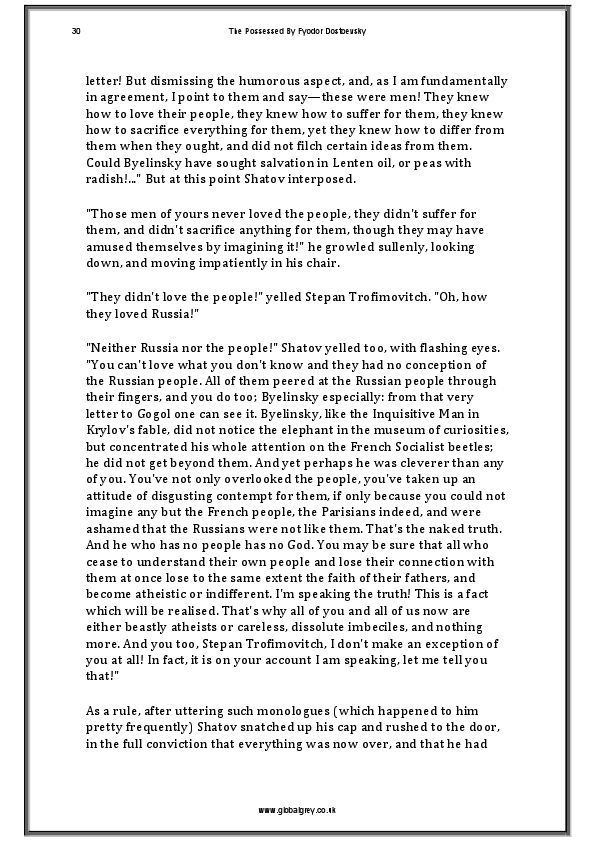 30
The Possessed By Fyodor Dostoevsky
letter! But dismissing the humorous aspect, and, as I am fundamentally
in agreement, I point to them and say—these were men! They knew
how to love their people, they knew how to suffer for them, they knew
how to sacrifice everything for them, yet they knew how to differ from
them when they ought, and did not filch certain ideas from them.
Could Byelinsky have sought salvation in Lenten oil, or peas with
radish!..." But at this point Shatov interposed.
"Those men of yours never loved the people, they didn't suffer for
them, and didn't sacrifice anything for them, though they may have
amused themselves by imagining it!" he growled sullenly, looking
down, and moving impatiently in his chair.
"They didn't love the people!" yelled Stepan Trofimovitch. "Oh, how
they loved Russia!"
"Neither Russia nor the people!" Shatov yelled too, with flashing eyes.
"You can't love what you don't know and they had no conception of
the Russian people. All of them peered at the Russian people through
their fingers, and you do too; Byelinsky especially: from that very
letter to Gogol one can see it. Byelinsky, like the Inquisitive Man in
Krylov's fable, did not notice the elephant in the museum of curiosities,
but concentrated his whole attention on the French Socialist beetles;
he did not get beyond them. And yet perhaps he was cleverer than any
of you. You've not only overlooked the people, you've taken up an
attitude of disgusting contempt for them, if only because you could not
imagine any but the French people, the Parisians indeed, and were
ashamed that the Russians were not like them. That's the naked truth.
And he who has no people has no God. You may be sure that all who
cease to understand their own people and lose their connection with
them at once lose to the same extent the faith of their fathers, and
become atheistic or indifferent. I'm speaking the truth! This is a fact
which will be realised. That's why all of you and all of us now are
either beastly atheists or careless, dissolute imbeciles, and nothing
more. And you too, Stepan Trofimovitch, I don't make an exception of
you at all! In fact, it is on your account I am speaking, let me tell you
that!"
As a rule, after uttering such monologues (which happened to him
pretty frequently) Shatov snatched up his cap and rushed to the door,
in the full conviction that everything was now over, and that he had
www.globalgrey.co.uk